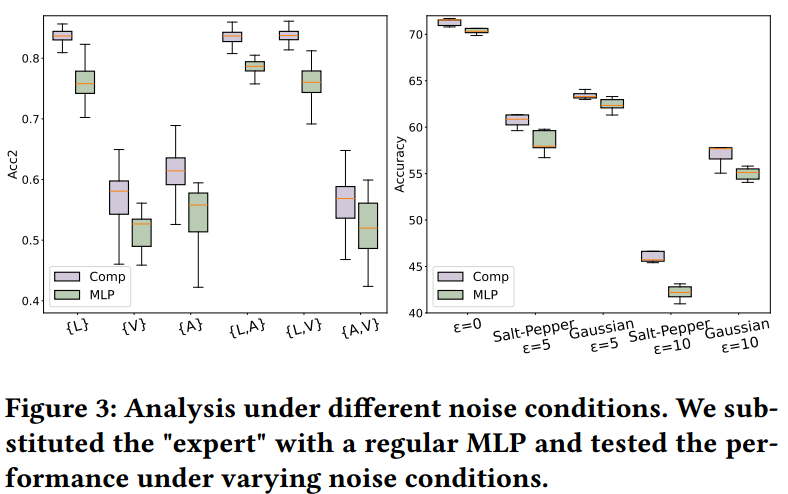 Acc2
0.8
0.7
0.6
0.5
0.4
Comp
MLP
{L}
{V}
{A}
{L,A}
{L,V}
{A,V}
Accuracy
70
65
60
55
50
45
40
Comp
MLP
ε=0
Salt-Pepper
ε=5
Gaussian
ε=5
Salt-Pepper
ε=10
Gaussian
ε=10
Figure 3: Analysis under different noise conditions. We sub-
stituted the "expert" with a regular MLP and tested the per-
formance under varying noise conditions.